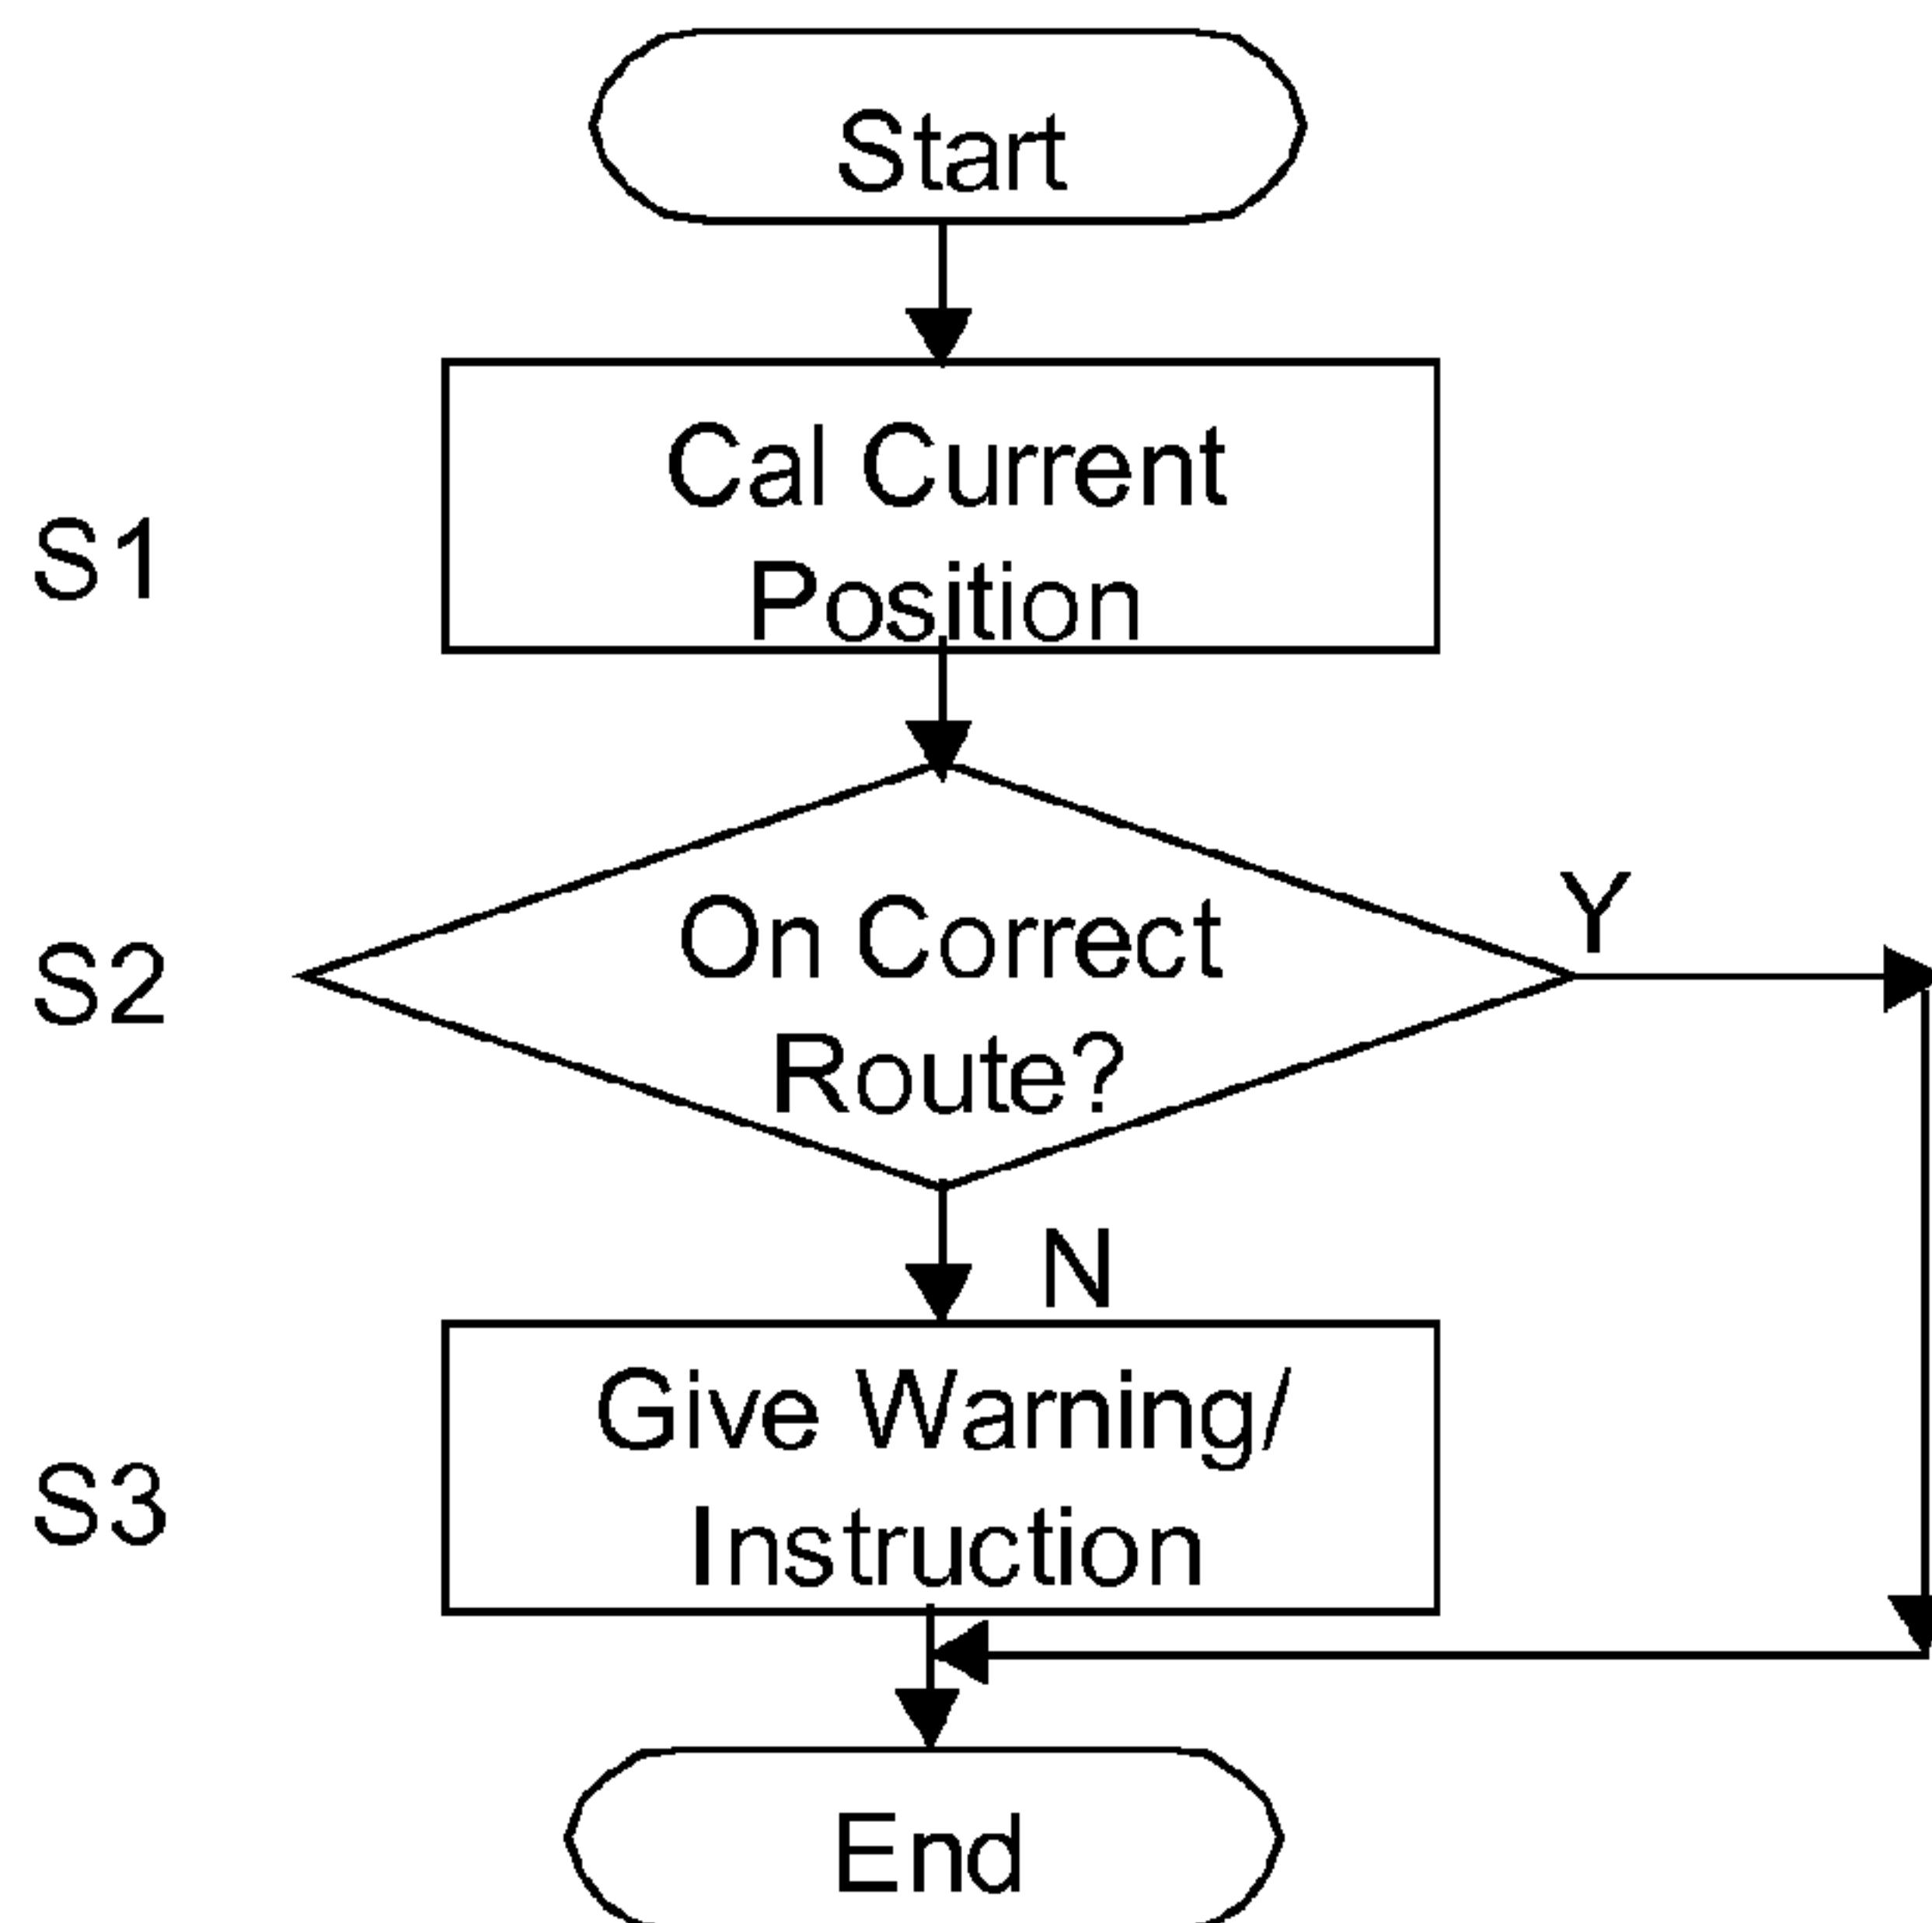 Start
Cal Current
Position
S1
On Correct
Route?
Y
S2
N
Give Warning/
Instruction
S3
End